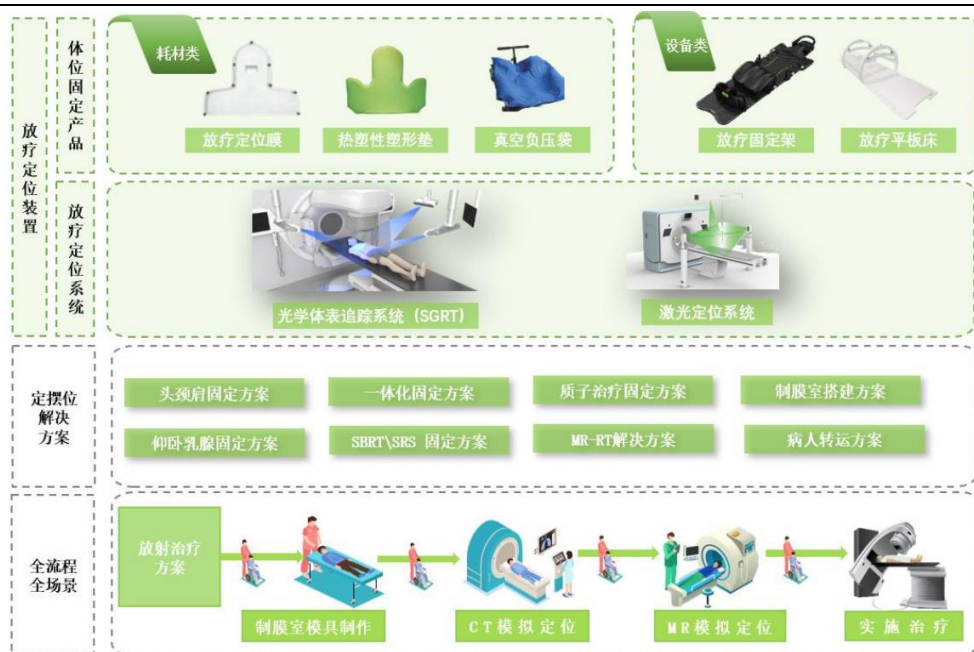 放疗定位装置
体位固定产品
耗材类
放疗定位膜
热塑性塑形垫
真空负压袋
设备类
放疗固定架
放疗平板床
放疗定位系统
光学体表追踪系统（SGRT）
激光定位系统
定摆位
解决
方案
头颈肩固定方案
一体化固定方案
质子治疗固定方案
制膜室搭建方案
仰卧乳腺固定方案
SBRT\SRS 固定方案
MR-RT解决方案
病人转运方案
全流程
全场景
放射治疗
方案
制膜室模具制作
CT模拟定位
MR模拟定位
实施治疗